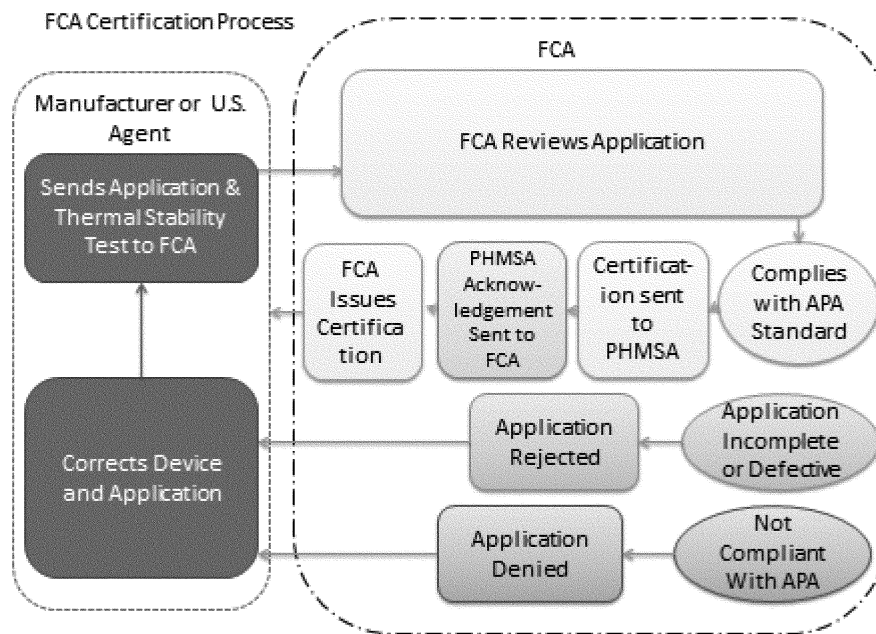 FCA Certification Process
FCA
Manufacturer or U.S.
Agent
Sends Application &
Thermal Stability
Test to FCA
FCA Reviews Application
Complies
with APA
Standard
Certificat-
ion sent
to
PHMSA
PHMSA
Acknow-
ledgement
Sent to
FCA
FCA
Issues
Certifica
tion
Corrects Device
and Application
Application
Rejected
Application
Incomplete
or Defective
Application
Denied
Not
Compliant
With APA